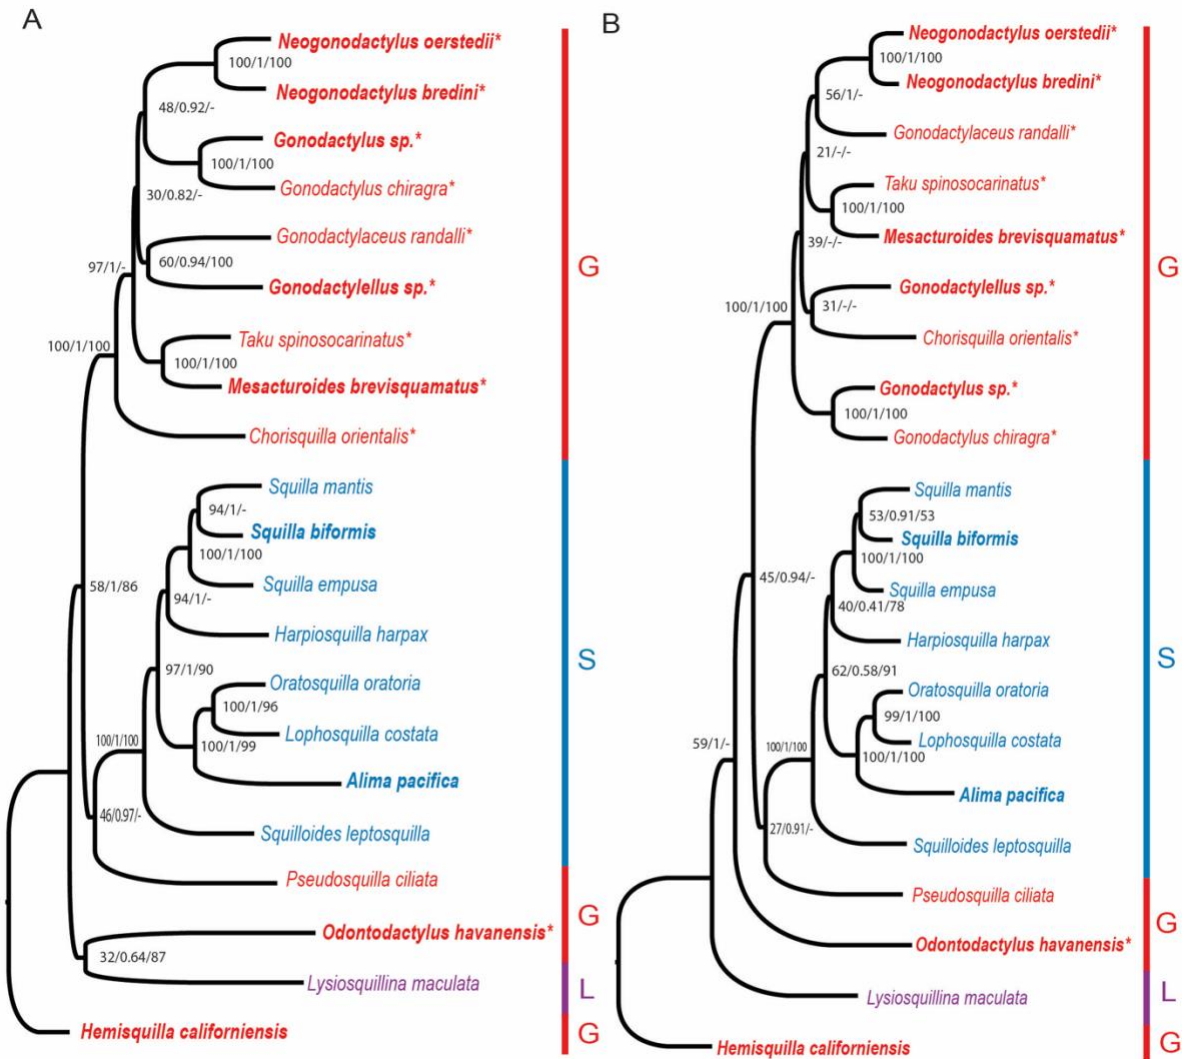 A
Neogonodactylus oerstedii*
100/1/100
Neogonodactylus bredini*
48/0.92/-
Gonodactylus sp.*
100/1/100
Gonodactylus chiragra*
30/0.82/-
Gonodactylaceus randalli*
60/0.94/100
97/1/-
Gonodactylellus sp.*
G
Taku spinosocarinatus*
100/1/100
100/1/100
Mesacturoides brevisquamatus*
Chorisquilla orientalis*
Squilla mantis
94/1/-
Squilla biformis
100/1/100
Squilla empusa
58/1/86
94/1/-
Harpiosquilla harpax
S
97/1/90
Oratosquilla oratoria
100/1/96
Lophosquilla costata
100/1/100
100/1/99
Alima pacifica
46/0.97/-
Squilloides leptosquilla
Pseudosquilla ciliata
G
Odontodactylus havanensis*
32/0.64/87
Lysiosquillina maculata
L
Hemisquilla californiensis
G
B
Neogonodactylus oerstedii*
100/1/100
Neogonodactylus bredini*
56/1/-
Gonodactylaceus randalli*
21/-/-
Taku spinosocarinatus*
100/1/100
Mesacturoides brevisquamatus*
39/-/-
G
Gonodactylellus sp.*
31/-/-
100/1/100
Chorisquilla orientalis*
Gonodactylus sp.*
100/1/100
Gonodactylus chiragra*
Squilla mantis
53/0.91/53
Squilla biformis
100/1/100
45/0.94/-
Squilla empusa
40/0.41/78
Harpiosquilla harpax
S
62/0.58/91
Oratosquilla oratoria
99/1/100
Lophosquilla costata
59/1/-
100/1/100
100/1/100
Alima pacifica
27/0.91/-
Squilloides leptosquilla
Pseudosquilla ciliata
G
Odontodactylus havanensis*
Lysiosquillina maculata
L
Hemisquilla californiensis
G